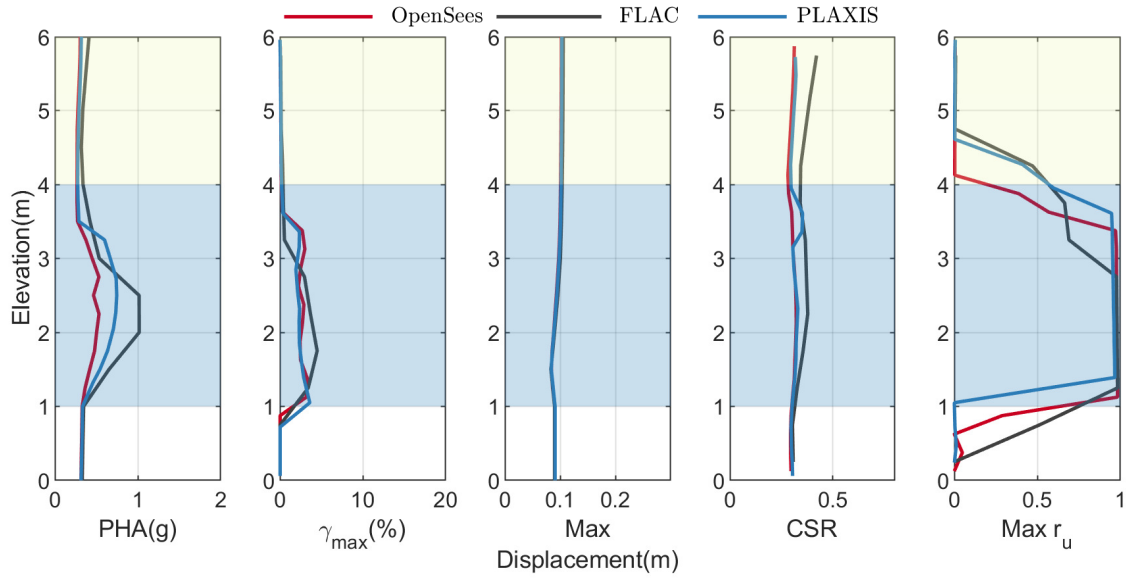 OpenSees FLAC PLAXIS
6 6 6 6 6
5 5 5 5 5
4 4 4 4 4
3 3 3 3 3
2 2 2 2 2
1 1 1 1 1
0 0 0 0 0
Elevation(m)
0 1 2 0 10 20 0 0.1 0.2 0 0.5 0 0.5 1
PHA(g) γmax(%) Max CSR Max ru
Displacement(m)